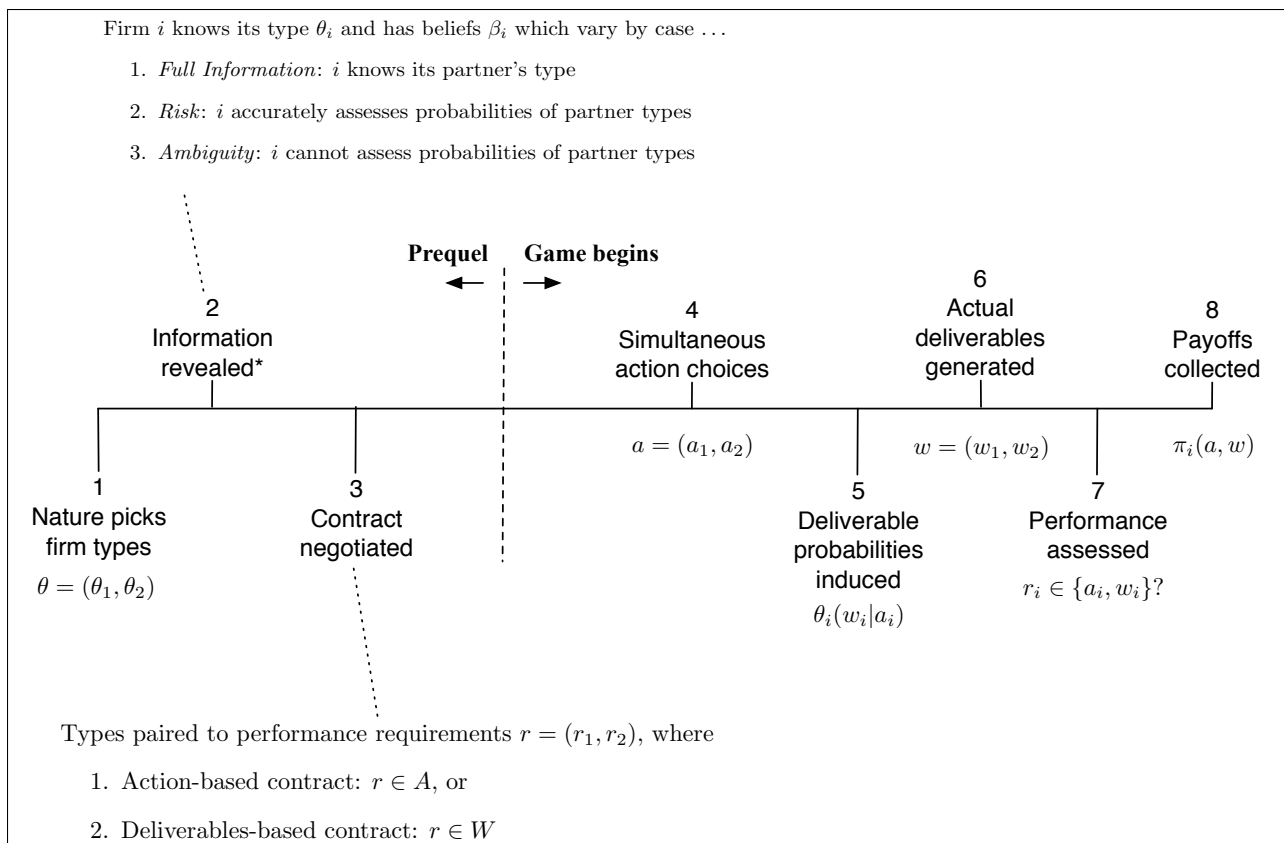 Firm i knows its type θᵢ and has beliefs βᵢ which vary by case …
1. Full Information: i knows its partner's type
2. Risk: i accurately assesses probabilities of partner types
3. Ambiguity: i cannot assess probabilities of partner types
Prequel
Game begins
2
Information
revealed*
4
Simultaneous
action choices
6
Actual
deliverables
generated
8
Payoffs
collected
a = (a₁, a₂)
w = (w₁, w₂)
πᵢ(a, w)
1
Nature picks
firm types
θ = (θ₁, θ₂)
3
Contract
negotiated
5
Deliverable
probabilities
induced
θᵢ(wᵢ|aᵢ)
7
Performance
assessed
rᵢ ∈ {aᵢ, wᵢ}?
Types paired to performance requirements r = (r₁, r₂), where
1. Action-based contract: r ∈ A, or
2. Deliverables-based contract: r ∈ W